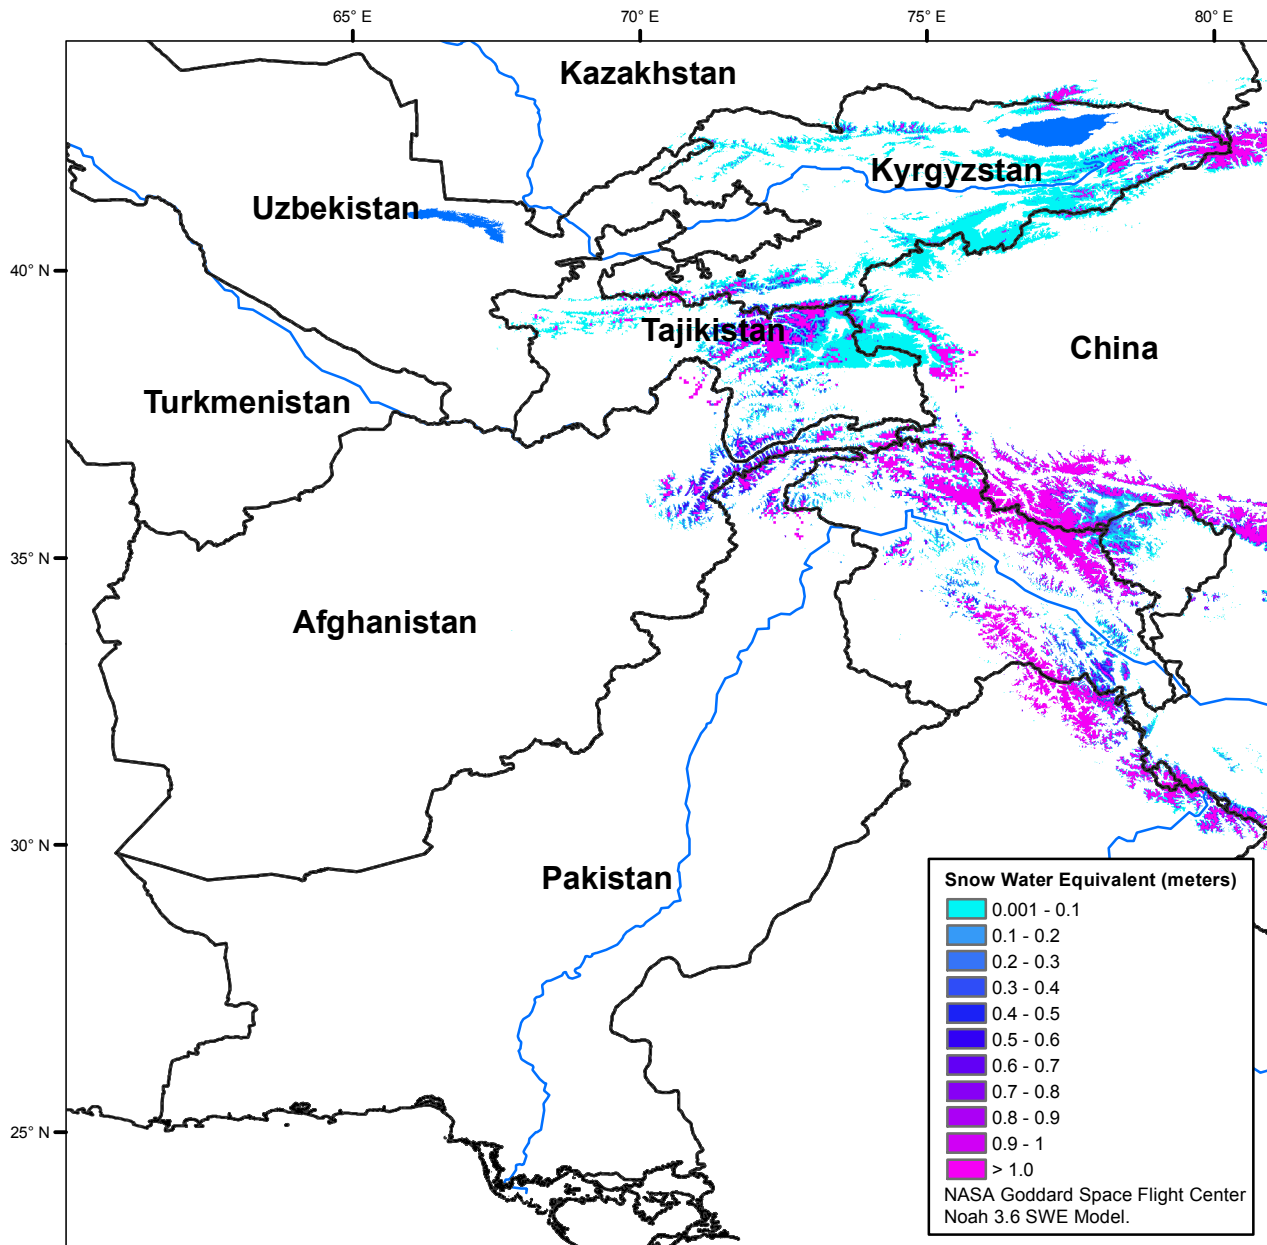 65° E
70° E
75° E
80° E
Kazakhstan
Kyrgyzstan
Uzbekistan
40° N
Tajikistan
China
Turkmenistan
35° N
Afghanistan
30° N
Pakistan
25° N
Snow Water Equivalent (meters)
0.001 - 0.1
0.1 - 0.2
0.2 - 0.3
0.3 - 0.4
0.4 - 0.5
0.5 - 0.6
0.6 - 0.7
0.7 - 0.8
0.8 - 0.9
0.9 - 1
> 1.0
NASA Goddard Space Flight Center
Noah 3.6 SWE Model.